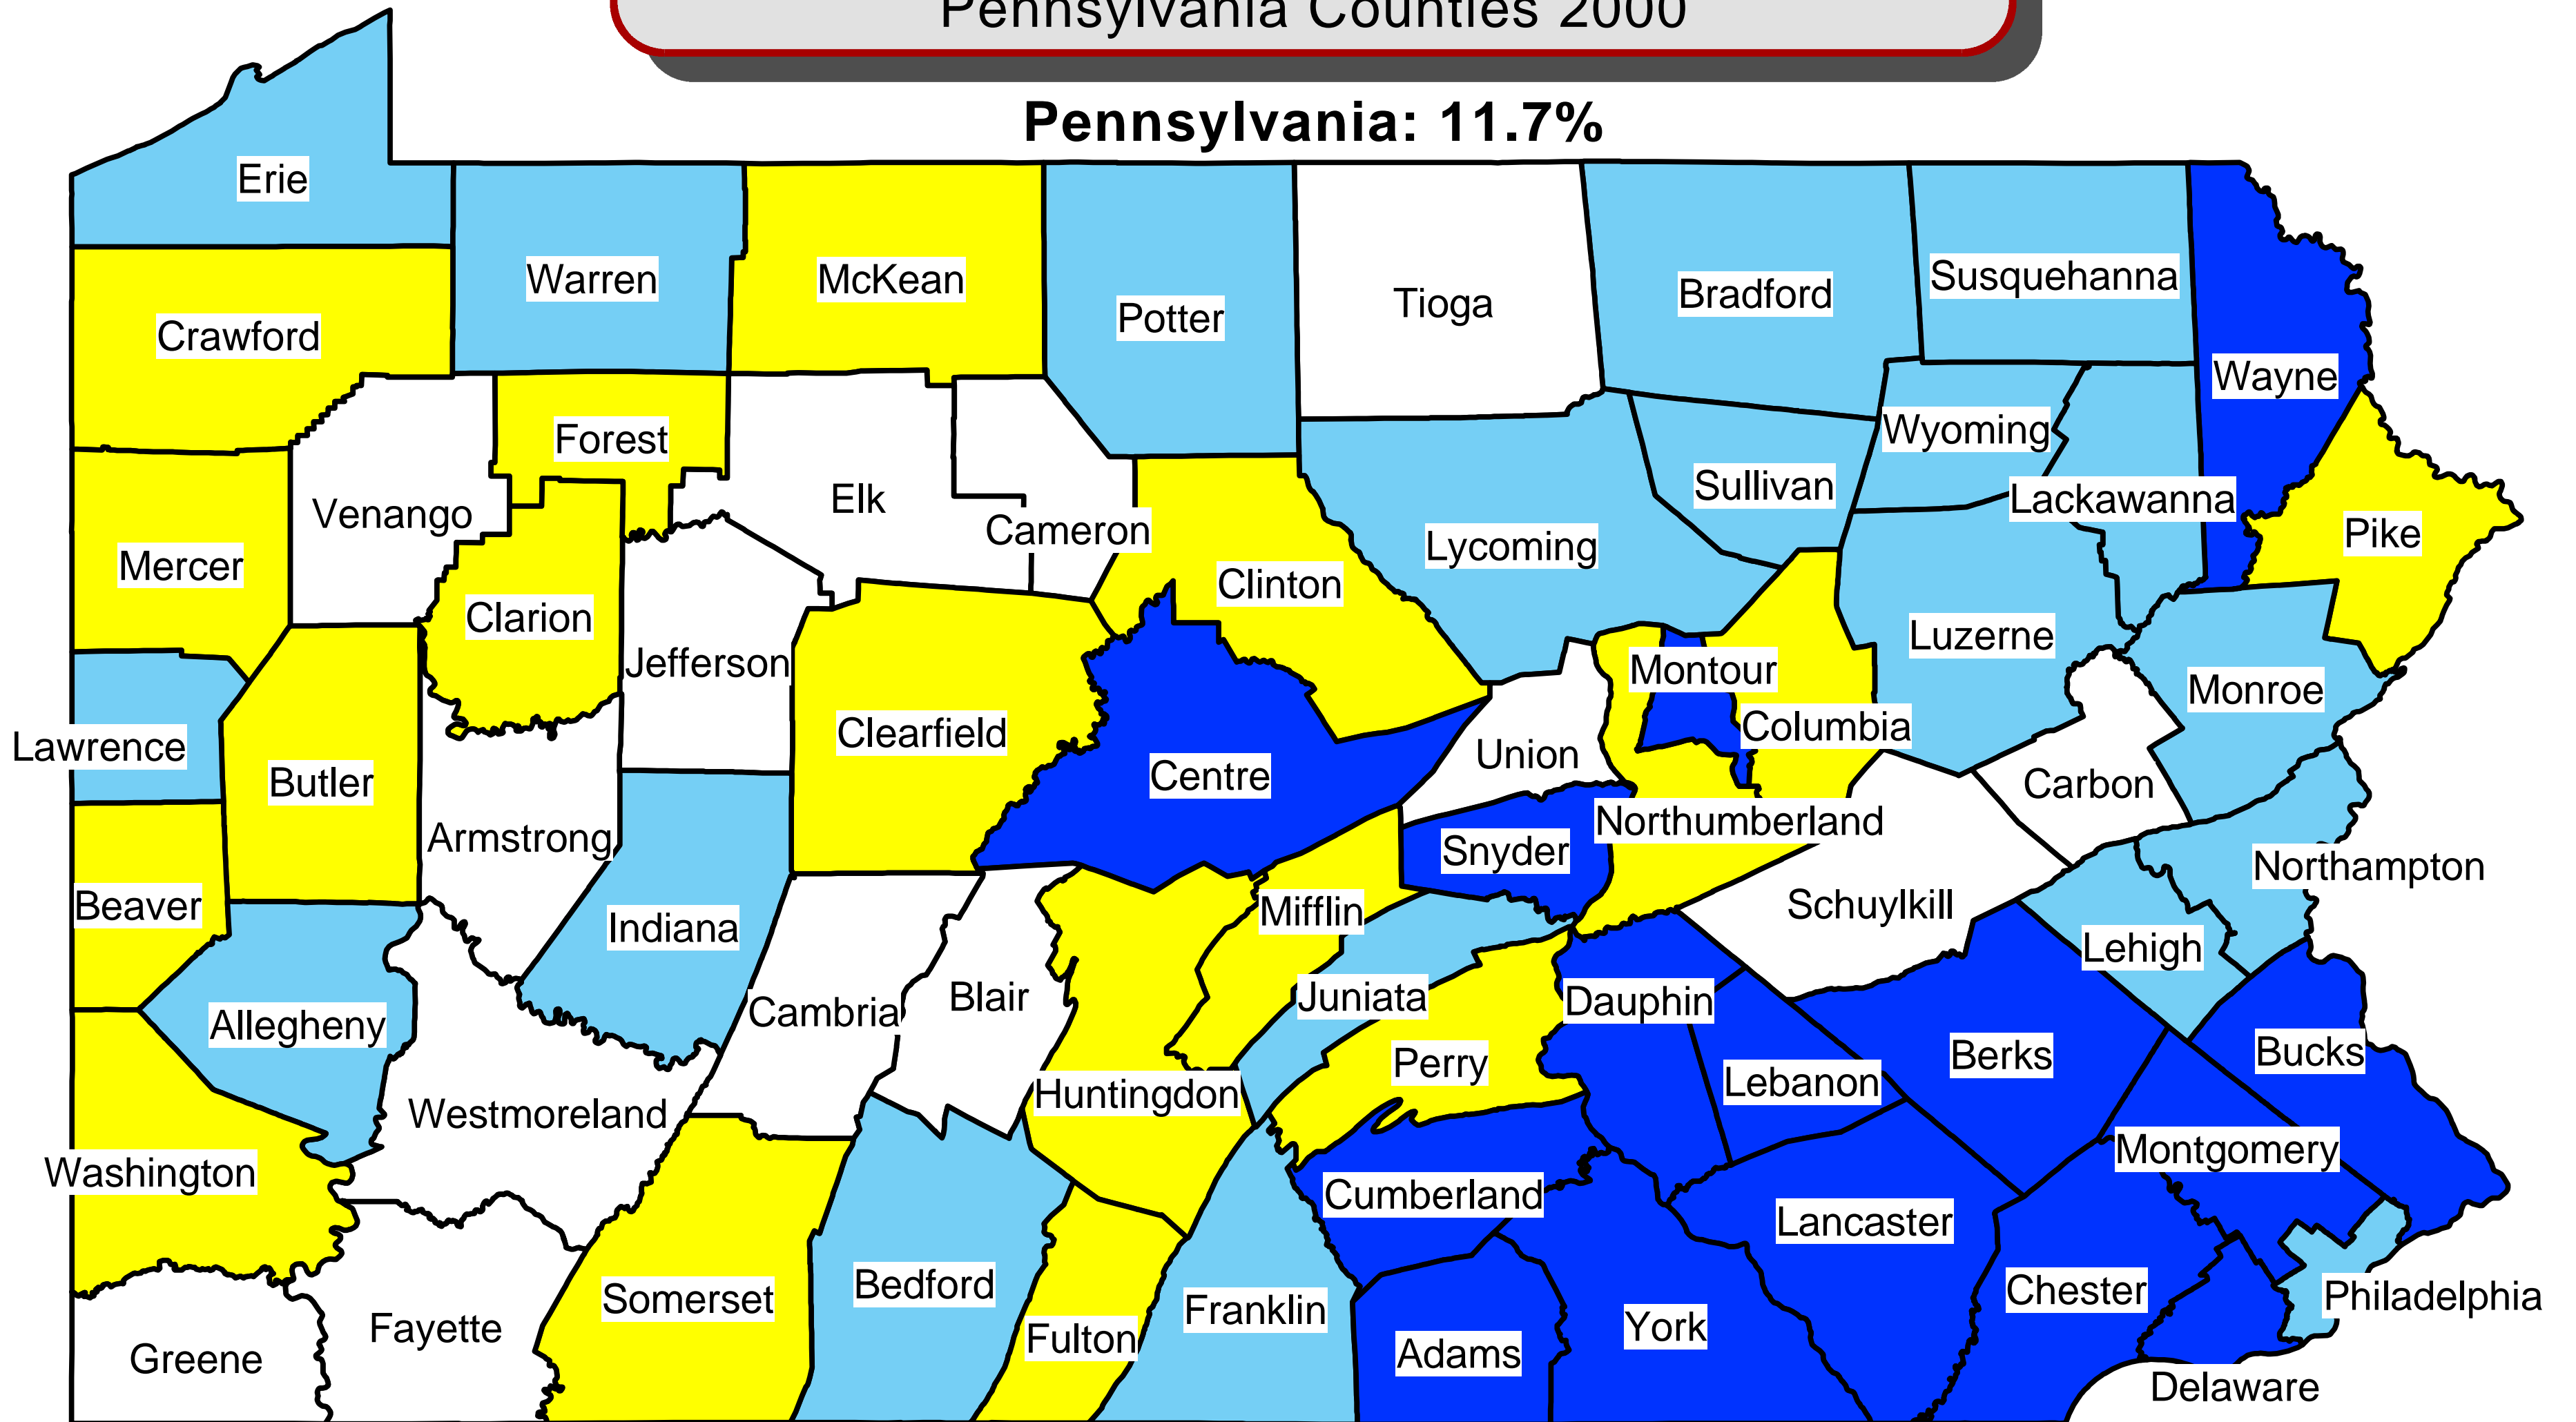 Pennsylvania Counties 2000
Pennsylvania: 11.7%
Erie
Warren
McKean
Potter
Tioga
Bradford
Susquehanna
Wayne
Crawford
Forest
Wyoming
Venango
Elk
Cameron
Sullivan
Lackawanna
Pike
Mercer
Clarion
Clinton
Lycoming
Luzerne
Jefferson
Montour
Monroe
Lawrence
Butler
Clearfield
Centre
Union
Columbia
Carbon
Armstrong
Snyder
Northumberland
Northampton
Beaver
Indiana
Mifflin
Schuylkill
Lehigh
Allegheny
Cambria
Blair
Juniata
Dauphin
Huntingdon
Perry
Lebanon
Berks
Bucks
Westmoreland
Washington
Cumberland
Montgomery
Lancaster
Somerset
Bedford
Franklin
Chester
Philadelphia
Greene
Fayette
Fulton
Adams
York
Delaware